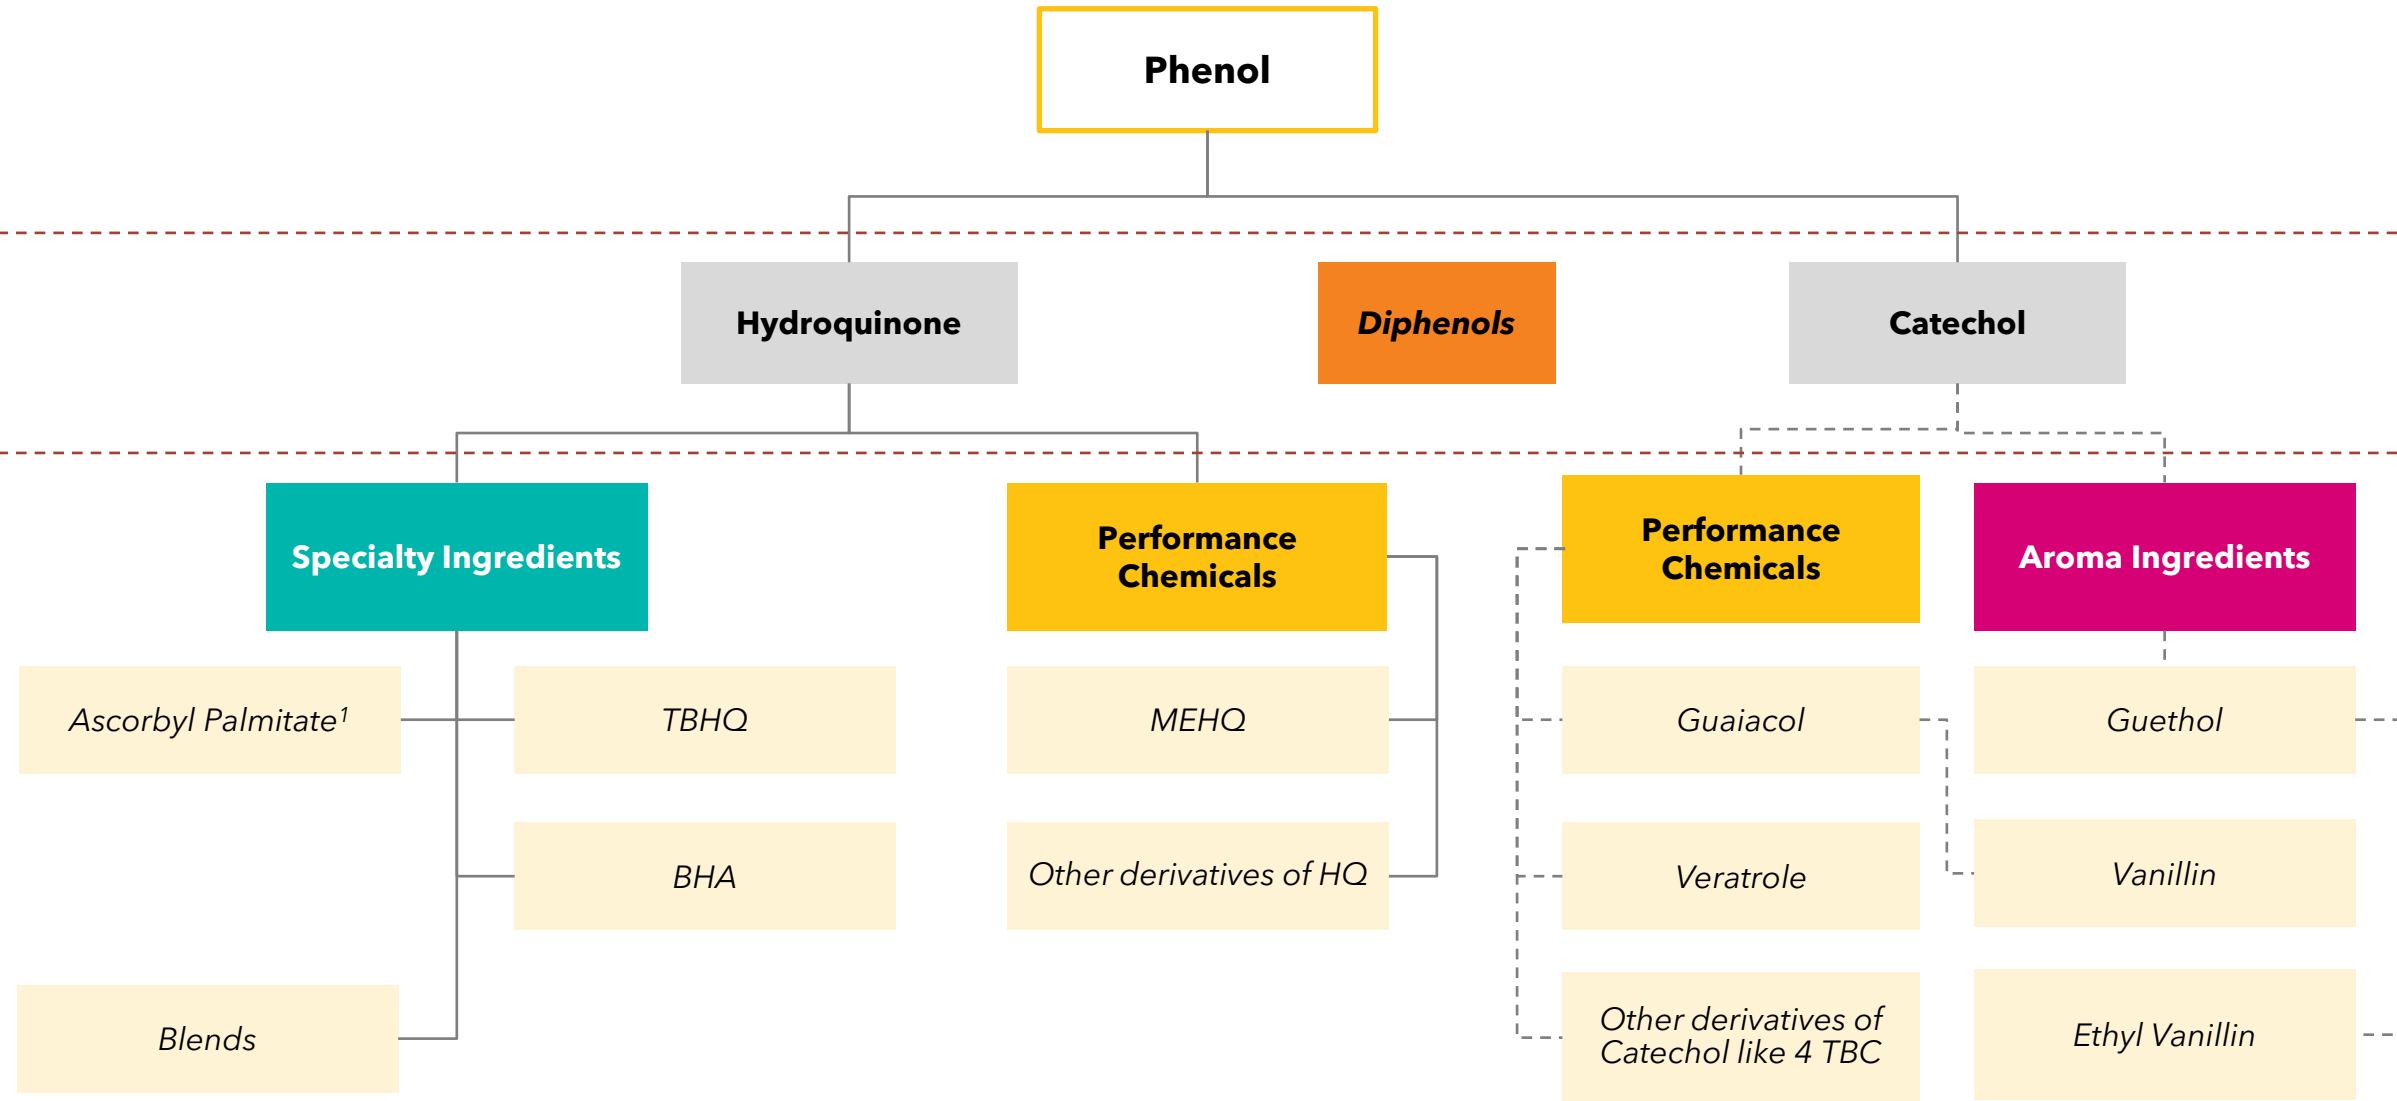 Phenol
Hydroquinone
Diphenols
Catechol
Specialty Ingredients
Performance
Chemicals
Performance
Chemicals
Aroma Ingredients
Ascorbyl Palmitate¹
TBHQ
MEHQ
Guaiacol
Guethol
BHA
Other derivatives of HQ
Veratrole
Vanillin
Blends
Other derivatives of
Catechol like 4 TBC
Ethyl Vanillin